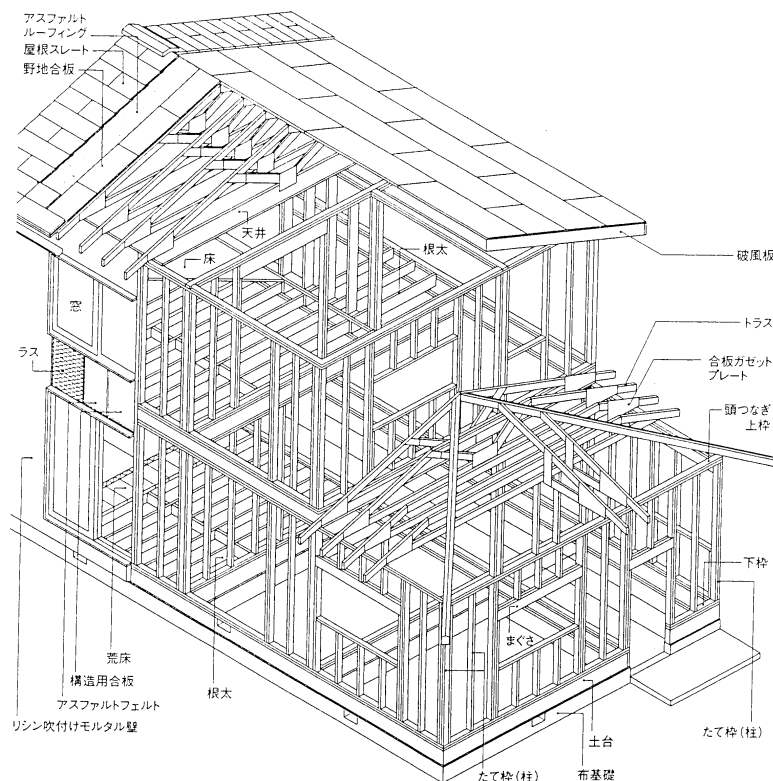 アスファルト
ルーフィング
屋根スレート
野地合板
天井
床
根太
破風板
窓
トラス
ラス
合板ガゼット
プレート
頭つなぎ
上枠
下枠
まぐさ
荒床
構造用合板
根太
アスファルトフェルト
リシン吹付けモルタル壁
土台
たて枠(柱)
たて枠(柱)
布基礎